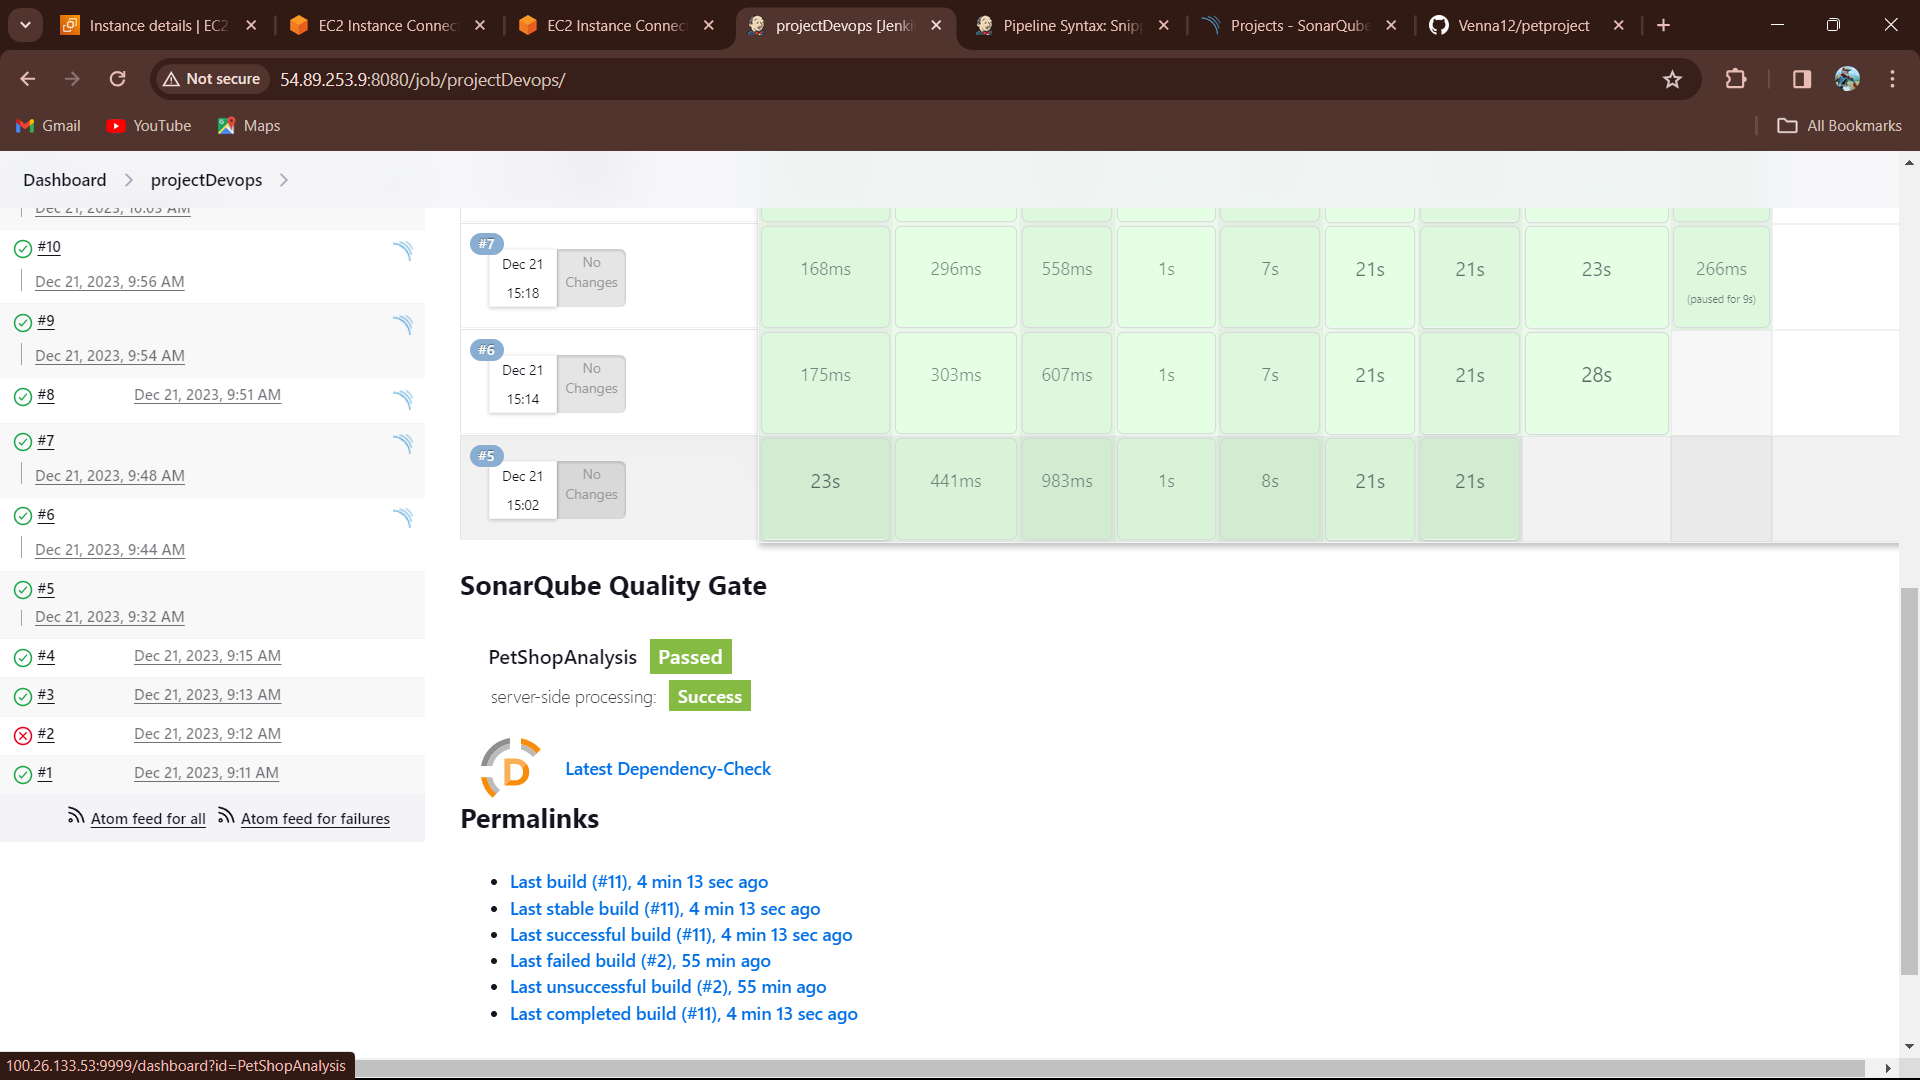 Instance details | EC2
EC2 Instance Connec
EC2 Instance Connec
projectDevops [Jenki
Pipeline Syntax: Snip
Projects - SonarQube
Venna12/petproject
Not secure
54.89.253.9:8080/job/projectDevops/
Gmail
YouTube
Maps
All Bookmarks
Dashboard
projectDevops
Dec 21, 2023, 10:03 AM
#10
Dec 21, 2023, 9:56 AM
#9
Dec 21, 2023, 9:54 AM
#8 Dec 21, 2023, 9:51 AM
#7
Dec 21, 2023, 9:48 AM
#6
Dec 21, 2023, 9:44 AM
#5
Dec 21, 2023, 9:32 AM
#4 Dec 21, 2023, 9:15 AM
#3 Dec 21, 2023, 9:13 AM
#2 Dec 21, 2023, 9:12 AM
#1 Dec 21, 2023, 9:11 AM
Atom feed for all Atom feed for failures
#7
Dec 21
15:18
No
Changes
168ms 296ms 558ms 1s 7s 21s 21s 23s 266ms
(paused for 9s)
#6
Dec 21
15:14
No
Changes
175ms 303ms 607ms 1s 7s 21s 21s 28s
#5
Dec 21
15:02
No
Changes
23s 441ms 983ms 1s 8s 21s 21s
SonarQube Quality Gate
PetShopAnalysis Passed
server-side processing: Success
D
Latest Dependency-Check
Permalinks
Last build (#11), 4 min 13 sec ago
Last stable build (#11), 4 min 13 sec ago
Last successful build (#11), 4 min 13 sec ago
Last failed build (#2), 55 min ago
Last unsuccessful build (#2), 55 min ago
Last completed build (#11), 4 min 13 sec ago
100.26.133.53:9999/dashboard?id=PetShopAnalysis